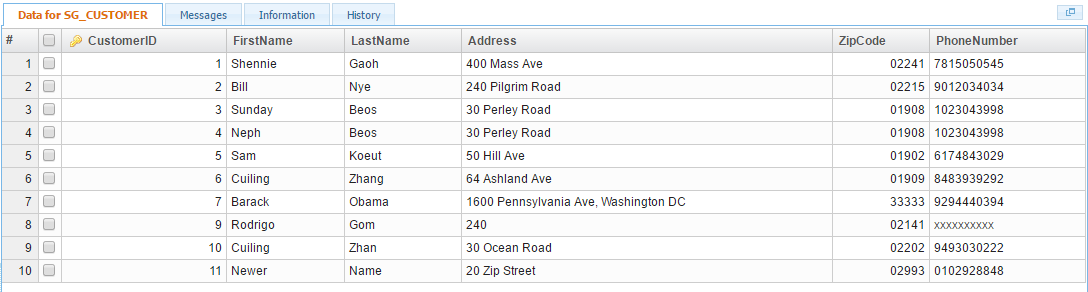 Data for SG_CUSTOMER Messages Information History
# CustomerID FirstName LastName Address ZipCode PhoneNumber
1 1 Shennie Gaoh 400 Mass Ave 02241 7815050545
2 2 Bill Nye 240 Pilgrim Road 02215 9012034034
3 3 Sunday Beos 30 Perley Road 01908 1023043998
4 4 Neph Beos 30 Perley Road 01908 1023043998
5 5 Sam Koeut 50 Hill Ave 01902 6174843029
6 6 Cuiling Zhang 64 Ashland Ave 01909 8483939292
7 7 Barack Obama 1600 Pennsylvania Ave, Washington DC 33333 9294440394
8 9 Rodrigo Gom 240 02141 xxxxxxxxxx
9 10 Cuiling Zhan 30 Ocean Road 02202 9493030222
10 11 Newer Name 20 Zip Street 02993 0102928848